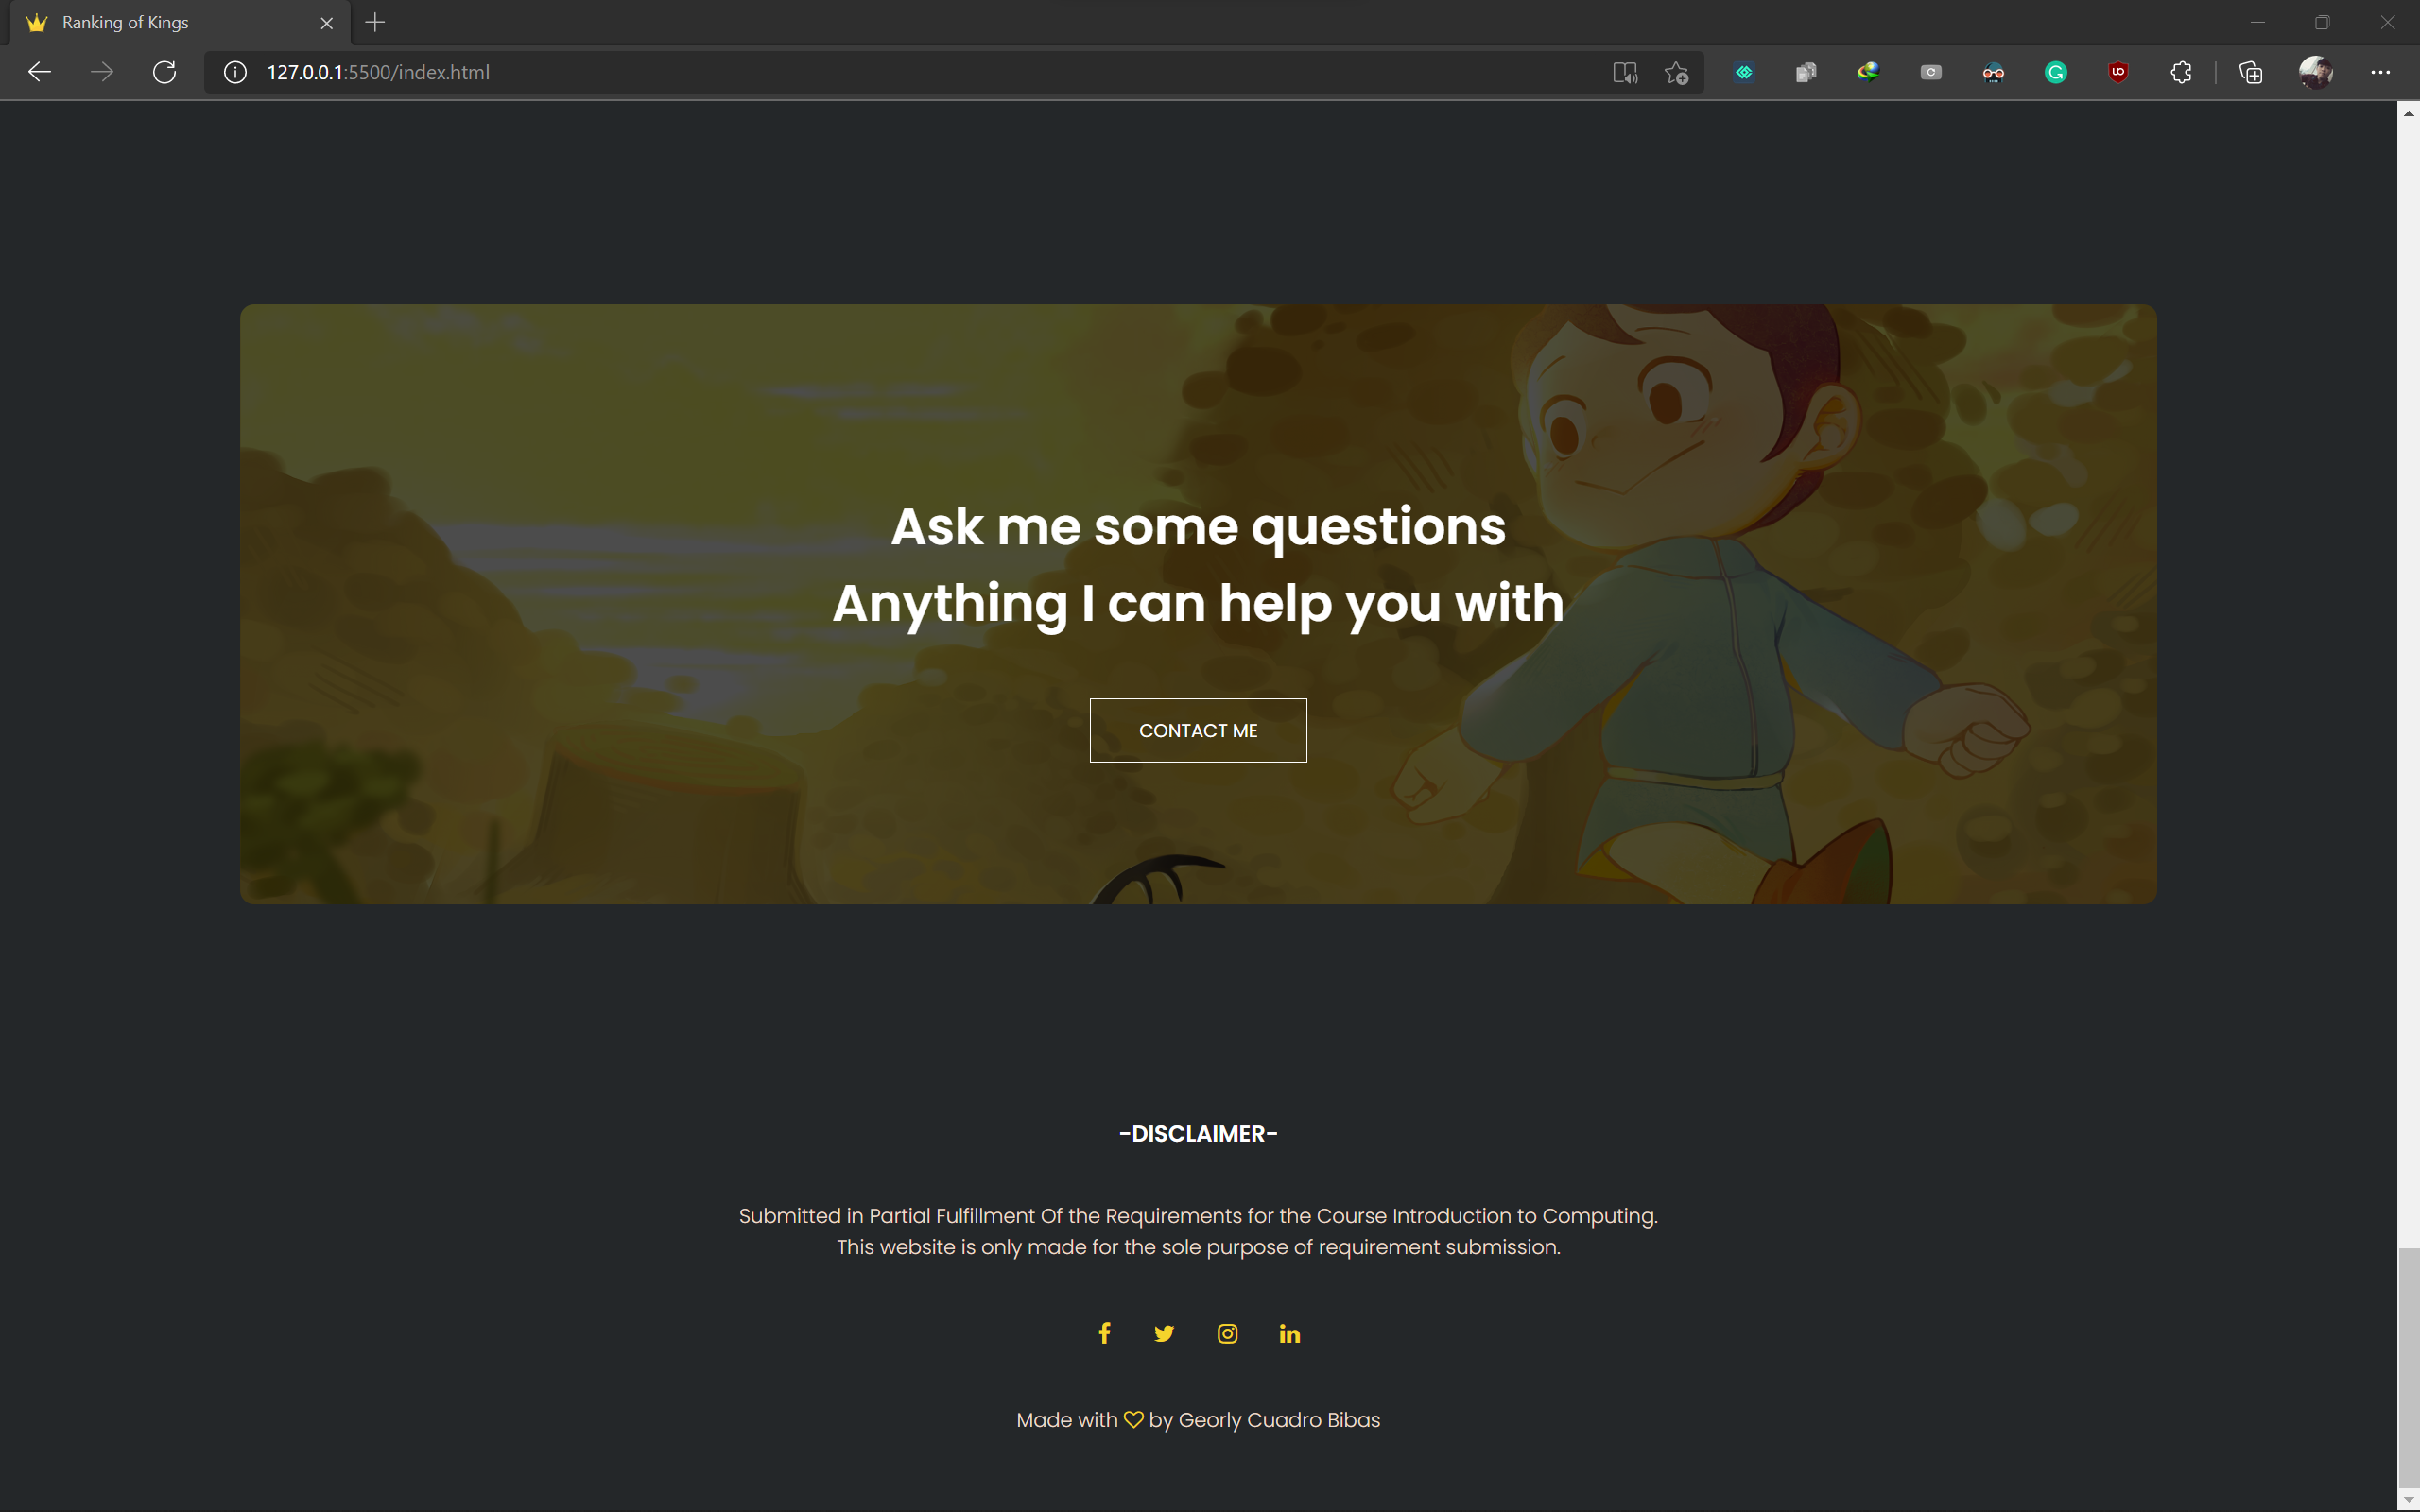 Ranking of Kings
127.0.0.1:5500/index.html
Ask me some questions
Anything I can help you with
CONTACT ME
-DISCLAIMER-
Submitted in Partial Fulfillment Of the Requirements for the Course Introduction to Computing.
This website is only made for the sole purpose of requirement submission.
Made with by Georly Cuadro Bibas